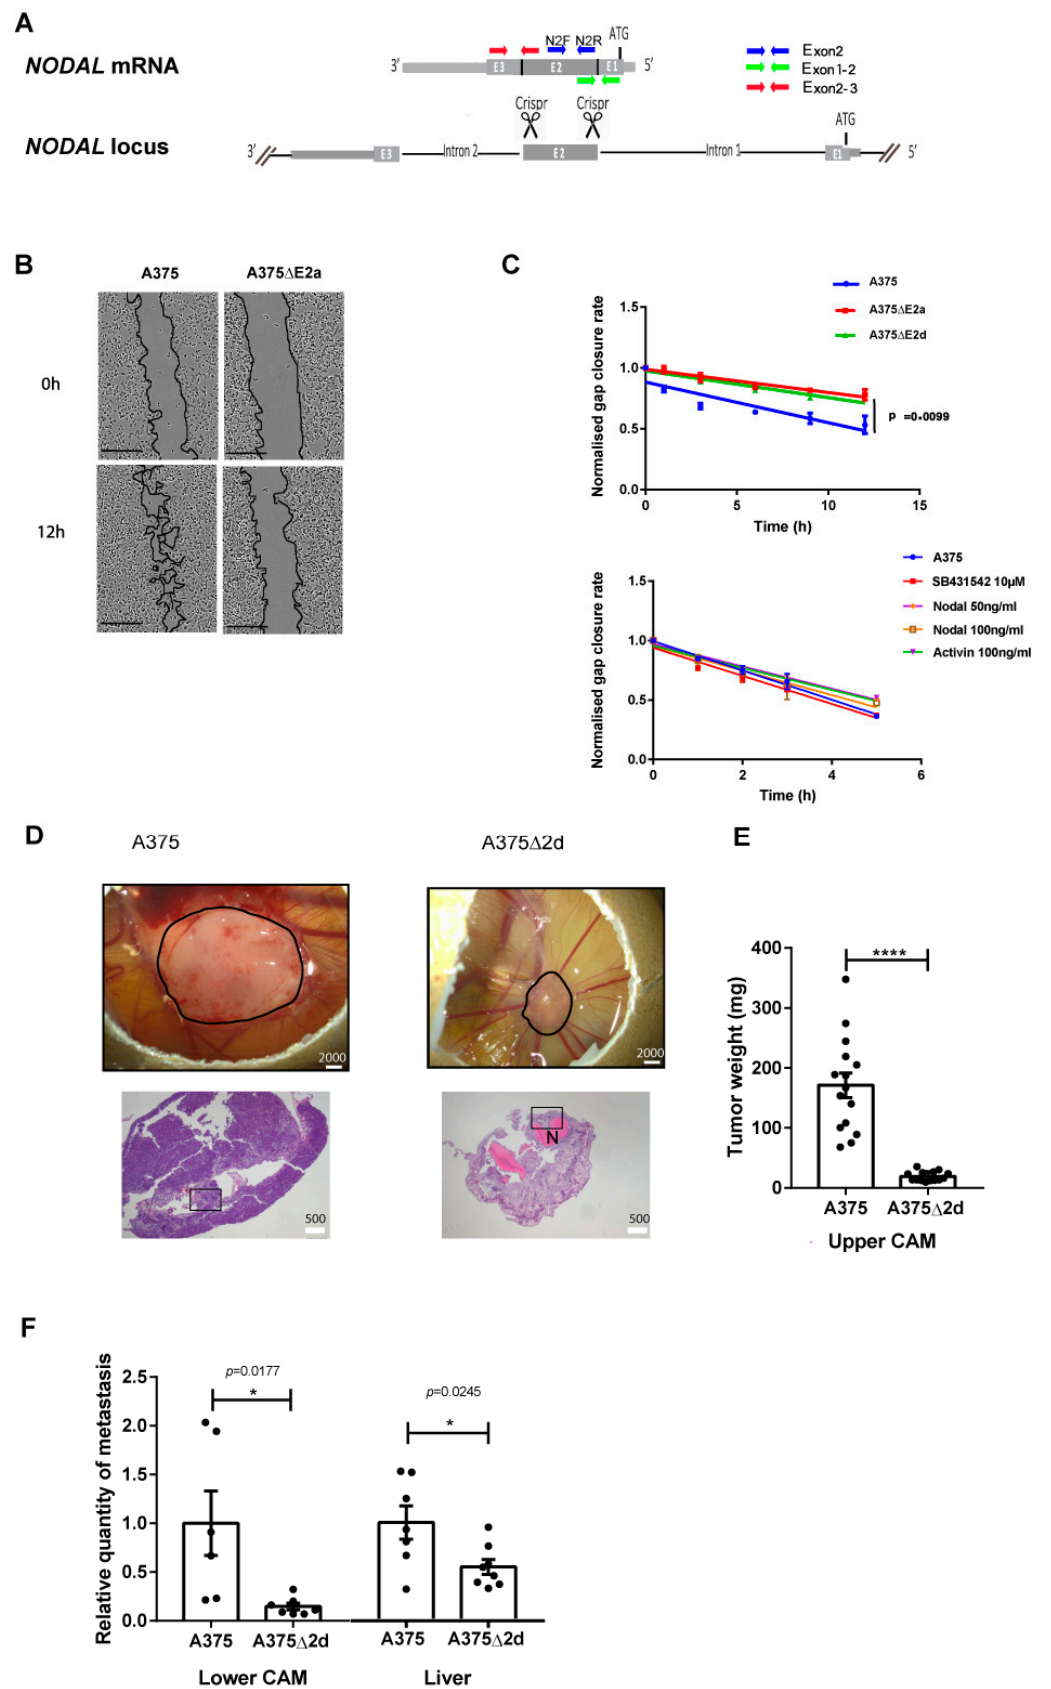 A
NODAL mRNA
3’
E3
E2
E1
5’
N2F
N2R
ATG
Exon2
Exon1-2
Exon2-3
Crispr
Crispr
NODAL locus
3’
E3
Intron 2
E2
Intron 1
E1
ATG
5’
B
A375
A375ΔE2a
0h
12h
C
A375
A375ΔE2a
A375ΔE2d
Normalised gap closure rate
1.5
1.0
0.5
0.0
0
5
10
15
Time (h)
p =0.0099
A375
SB431542 10µM
Nodal 50ng/ml
Nodal 100ng/ml
Activin 100ng/ml
Normalised gap closure rate
1.5
1.0
0.5
0.0
0
2
4
6
Time (h)
D
A375
A375Δ2d
2000
2000
500
N
500
E
Tumor weight (mg)
400
300
200
100
0
****
A375
A375Δ2d
Upper CAM
F
Relative quantity of metastasis
2.5
2.0
1.5
1.0
0.5
0.0
p=0.0177
*
p=0.0245
*
A375
A375Δ2d
A375
A375Δ2d
Lower CAM
Liver